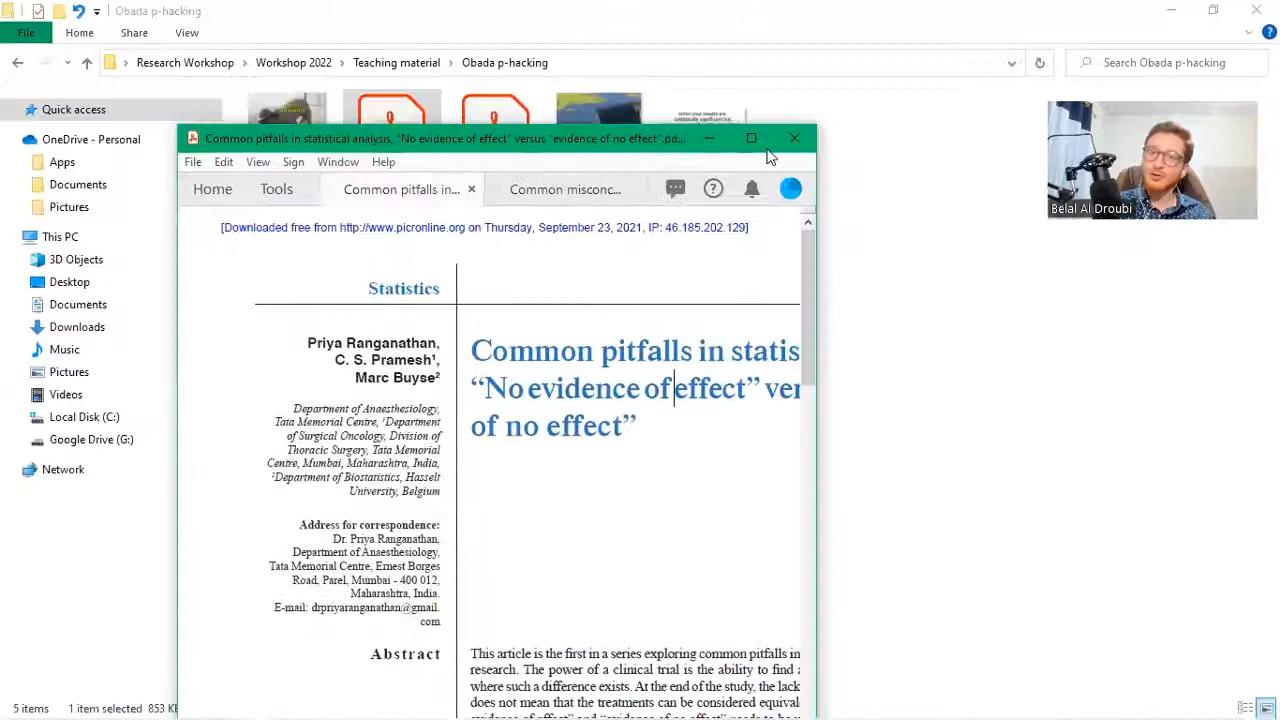 Obada p-hacking
File Home Share View
Research Workshop Workshop 2022 Teaching material Obada p-hacking
Search Obada p-hacking
Quick access
OneDrive - Personal
Apps
Documents
Pictures
This PC
3D Objects
Desktop
Documents
Downloads
Music
Pictures
Videos
Local Disk (C:)
Google Drive (G:)
Network
5 items 1 item selected 853 KB
Common pitfalls in statistical analysis, “No evidence of effect” versus “evidence of no effect”.pd...
File Edit View Sign Window Help
Home Tools Common pitfalls in... Common misconc...
[Downloaded free from http://www.picronline.org on Thursday, September 23, 2021, IP: 46.185.202.129]
Statistics
Priya Ranganathan,
C. S. Pramesh¹,
Marc Buyse²
Department of Anaesthesiology,
Tata Memorial Centre, ¹Department
of Surgical Oncology, Division of
Thoracic Surgery, Tata Memorial
Centre, Mumbai, Maharashtra, India,
²Department of Biostatistics, Hasselt
University, Belgium
Address for correspondence:
Dr. Priya Ranganathan,
Department of Anaesthesiology,
Tata Memorial Centre, Ernest Borges
Road, Parel, Mumbai - 400 012,
Maharashtra, India.
E-mail: drpriyaranganathan@gmail.
com
Common pitfalls in statis
“No evidence of effect” ver
of no effect”
Abstract
This article is the first in a series exploring common pitfalls in
research. The power of a clinical trial is the ability to find a
where such a difference exists. At the end of the study, the lack
does not mean that the treatments can be considered equival
Belal Al Droubi